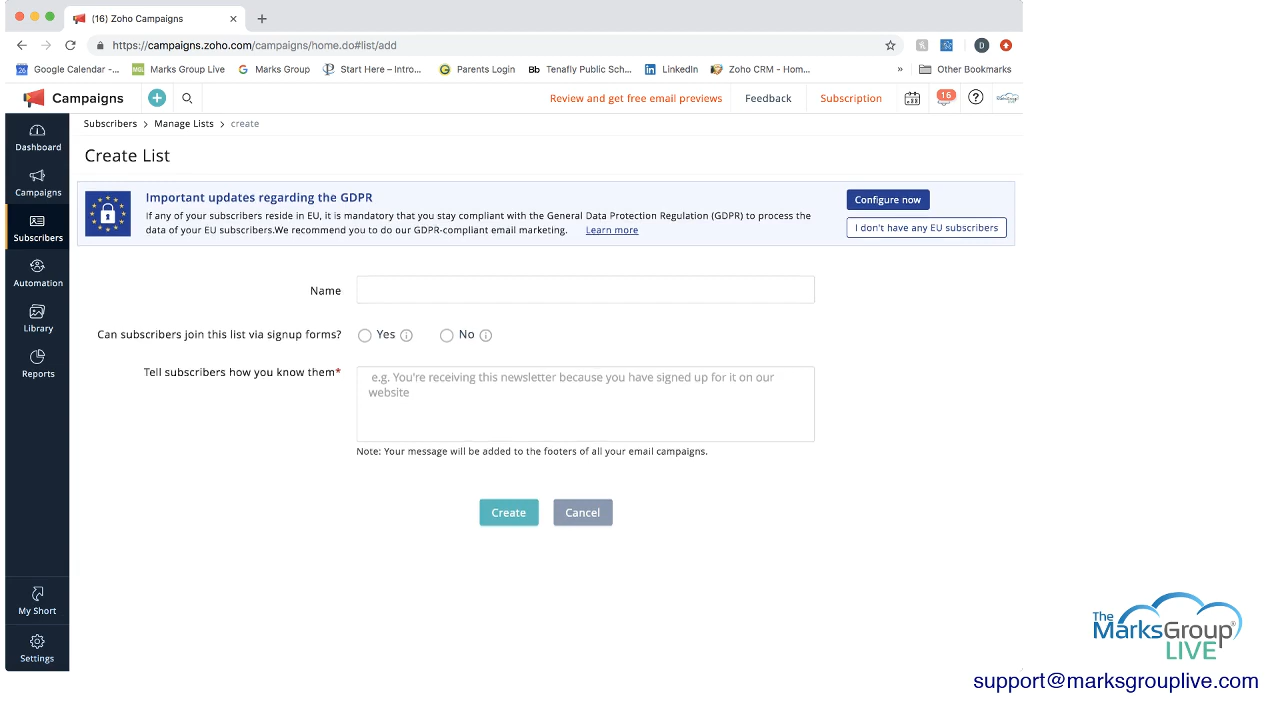 (16) Zoho Campaigns
https://campaigns.zoho.com/campaigns/home.do#list/add
D
26 Google Calendar -... MGL Marks Group Live G Marks Group Start Here – Intro... Parents Login Bb Tenafly Public Sch... in LinkedIn Zoho CRM - Hom... » Other Bookmarks
Campaigns
Review and get free email previews Feedback Subscription 16
Subscribers > Manage Lists > create
Create List
Important updates regarding the GDPR
If any of your subscribers reside in EU, it is mandatory that you stay compliant with the General Data Protection Regulation (GDPR) to process the
data of your EU subscribers.We recommend you to do our GDPR-compliant email marketing. Learn more
Configure now
I don't have any EU subscribers
Dashboard
Campaigns
Subscribers
Automation
Library
Reports
My Short
Settings
Name
Can subscribers join this list via signup forms? Yes No
Tell subscribers how you know them*
e.g. You're receiving this newsletter because you have signed up for it on our
website
Note: Your message will be added to the footers of all your email campaigns.
Create Cancel
The
MarksGroup®
LIVE
support@marksgrouplive.com